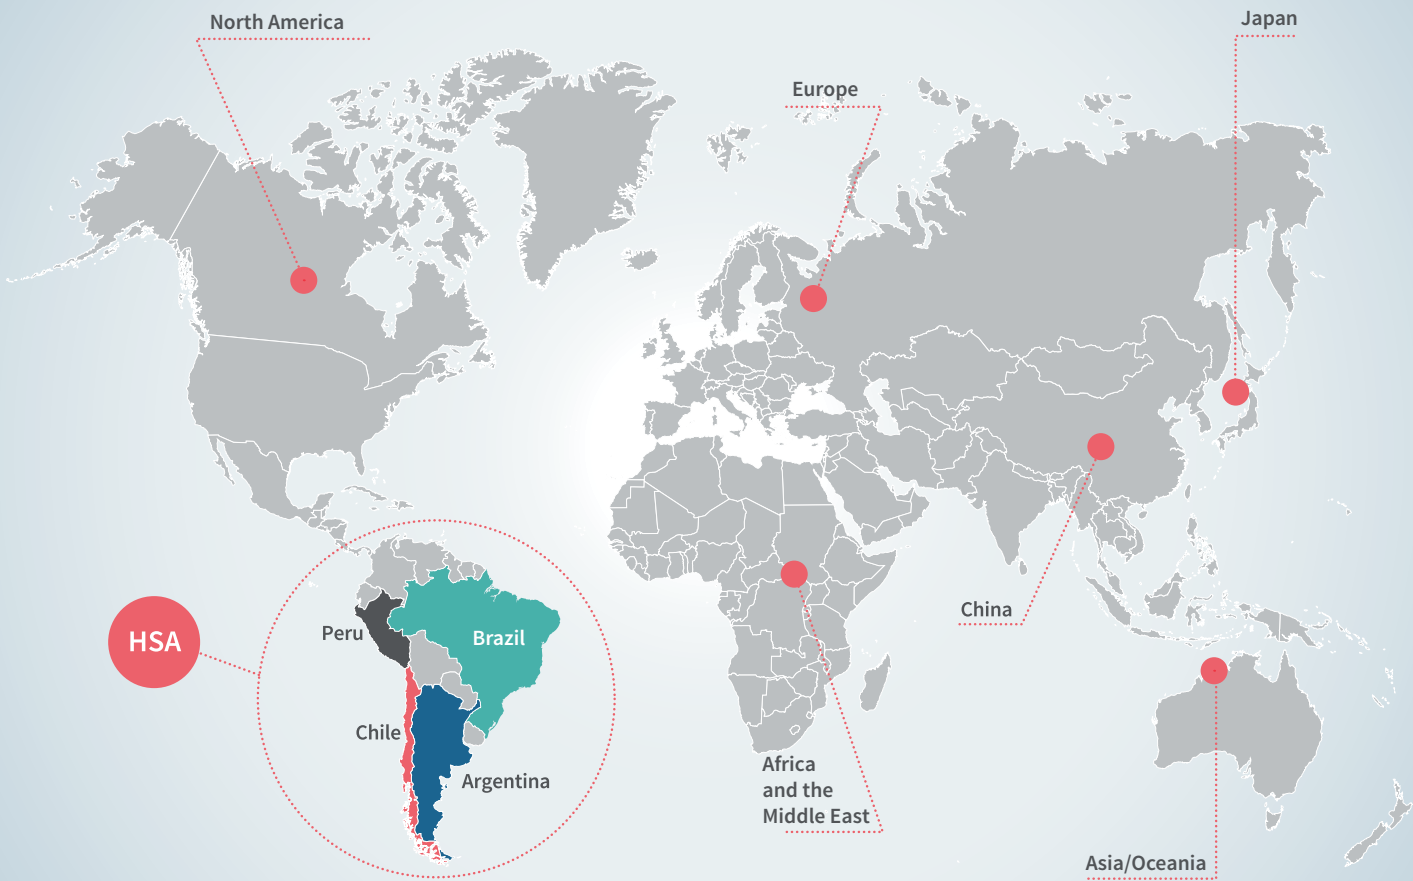 North America
Japan
Europe
China
HSA
Peru
Brazil
Chile
Argentina
Africa
and the
Middle East
Asia/Oceania